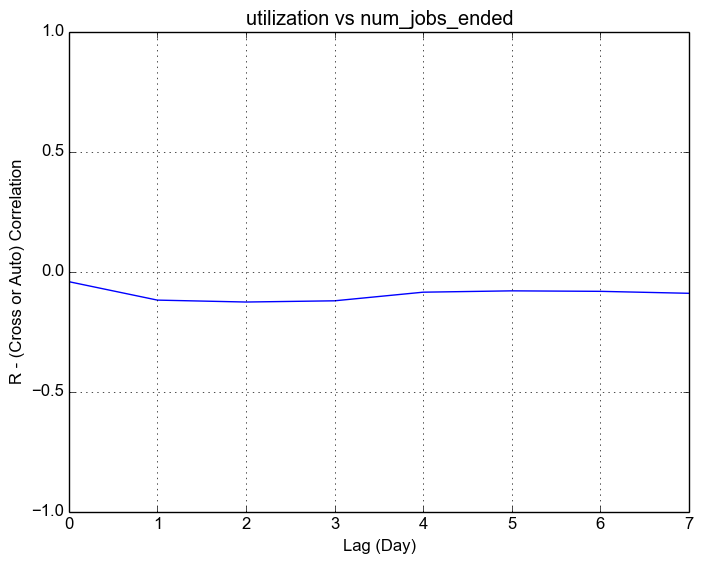 utilization vs num_jobs_ended
1.0
0.5
0.0
−0.5
−1.0
R - (Cross or Auto) Correlation
0 1 2 3 4 5 6 7
Lag (Day)